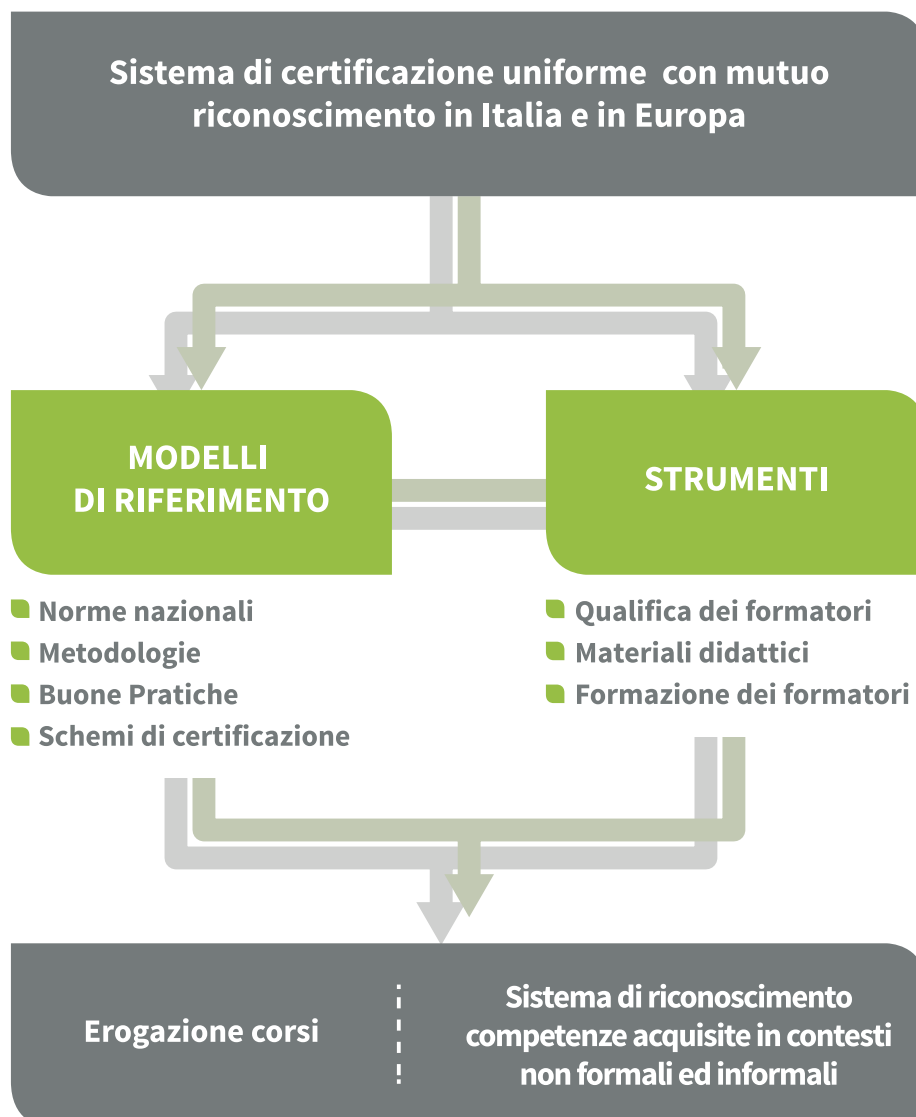 Sistema di certificazione uniforme con mutuo
riconoscimento in Italia e in Europa
MODELLI
DI RIFERIMENTO
Norme nazionali
Metodologie
Buone Pratiche
Schemi di certificazione
STRUMENTI
Qualifica dei formatori
Materiali didattici
Formazione dei formatori
Erogazione corsi
Sistema di riconoscimento
competenze acquisite in contesti
non formali ed informali